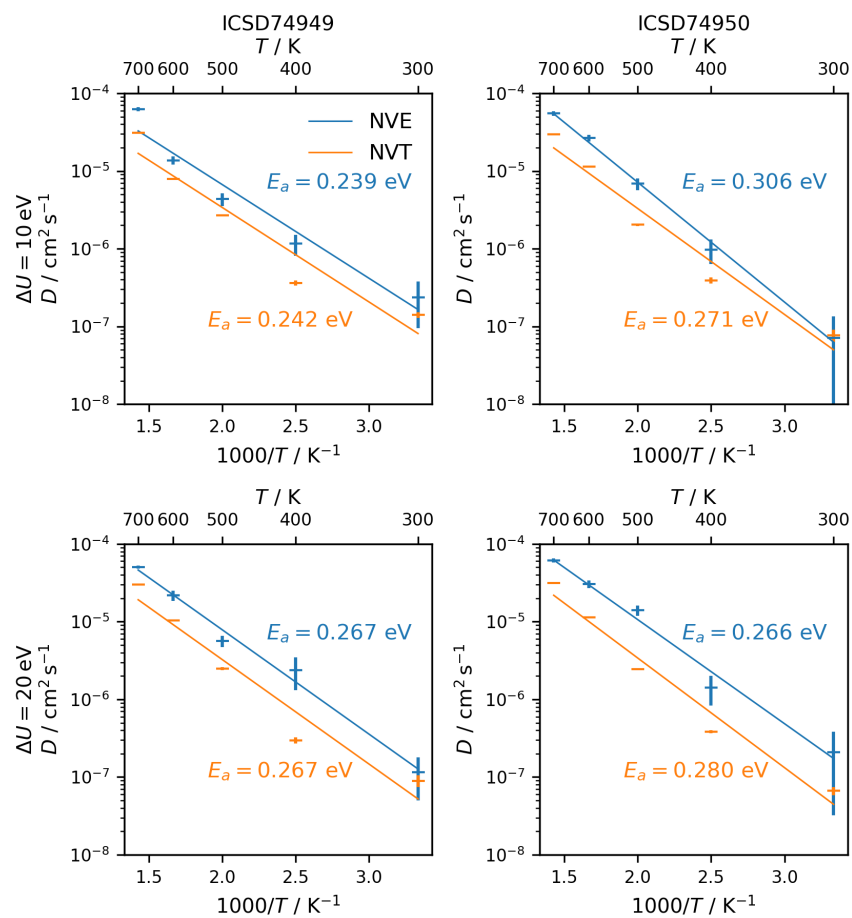 ICSD74949
T / K
700 600 500 400 300
ΔU = 10 eV
D / cm² s⁻¹
10⁻⁴
10⁻⁵
10⁻⁶
10⁻⁷
10⁻⁸
NVE
NVT
Eₐ = 0.239 eV
Eₐ = 0.242 eV
1.5 2.0 2.5 3.0
1000/T / K⁻¹
ICSD74950
T / K
700 600 500 400 300
D / cm² s⁻¹
10⁻⁴
10⁻⁵
10⁻⁶
10⁻⁷
10⁻⁸
Eₐ = 0.306 eV
Eₐ = 0.271 eV
1.5 2.0 2.5 3.0
1000/T / K⁻¹
T / K
700 600 500 400 300
ΔU = 20 eV
D / cm² s⁻¹
10⁻⁴
10⁻⁵
10⁻⁶
10⁻⁷
10⁻⁸
Eₐ = 0.267 eV
Eₐ = 0.267 eV
1.5 2.0 2.5 3.0
1000/T / K⁻¹
T / K
700 600 500 400 300
D / cm² s⁻¹
10⁻⁴
10⁻⁵
10⁻⁶
10⁻⁷
10⁻⁸
Eₐ = 0.266 eV
Eₐ = 0.280 eV
1.5 2.0 2.5 3.0
1000/T / K⁻¹